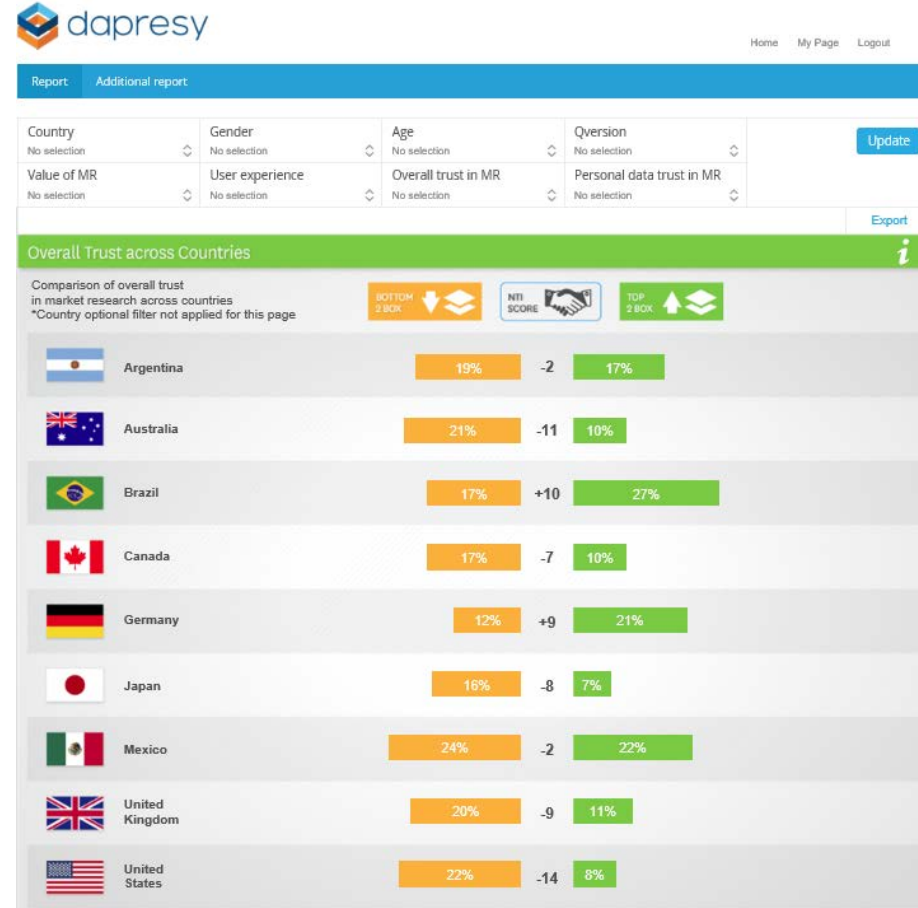 dapresy
Home My Page Logout
Report Additional report
Country Gender Age Qversion
No selection No selection No selection No selection
Update
Value of MR User experience Overall trust in MR Personal data trust in MR
No selection No selection No selection No selection
Export
Overall Trust across Countries i
Comparison of overall trust
in market research across countries
*Country optional filter not applied for this page
BOTTOM
2 BOX
NTI
SCORE
TOP
2 BOX
Argentina 19% -2 17%
Australia 21% -11 10%
Brazil 17% +10 27%
Canada 17% -7 10%
Germany 12% +9 21%
Japan 16% -8 7%
Mexico 24% -2 22%
United
Kingdom 20% -9 11%
United
States 22% -14 8%